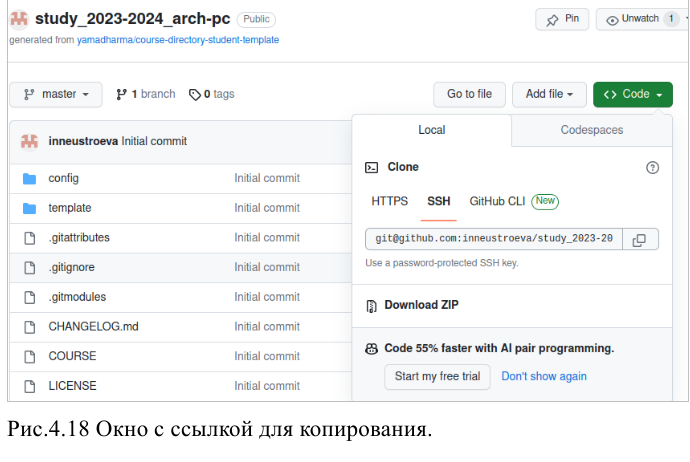 study_2023-2024_arch-pc Public Pin Unwatch 1
generated from yamadharma/course-directory-student-template
master 1 branch 0 tags Go to file Add file Code
Local Codespaces
inneustroeva Initial commit
Clone
config Initial commit
HTTPS SSH GitHub CLI New
template Initial commit
.gitattributes Initial commit
git@github.com:inneustroeva/study_2023-20
.gitignore Initial commit
Use a password-protected SSH key.
.gitmodules Initial commit
Download ZIP
CHANGELOG.md Initial commit
COURSE Initial commit
Code 55% faster with AI pair programming.
LICENSE Initial commit
Start my free trial Don't show again
Рис.4.18 Окно с ссылкой для копирования.